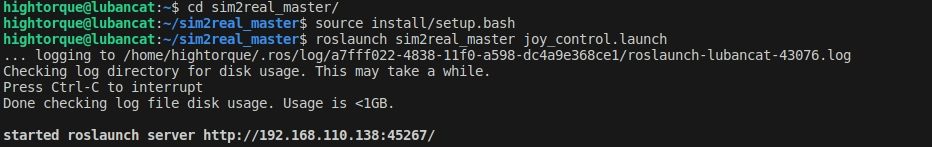 hightorque@lubancat:~$ cd sim2real_master/
hightorque@lubancat:~/sim2real_master$ source install/setup.bash
hightorque@lubancat:~/sim2real_master$ roslaunch sim2real_master joy_control.launch
... logging to /home/hightorque/.ros/log/a7fff022-4838-11f0-a598-dc4a9e368ce1/roslaunch-lubancat-43076.log
Checking log directory for disk usage. This may take a while.
Press Ctrl-C to interrupt
Done checking log file disk usage. Usage is <1GB.
started roslaunch server http://192.168.110.138:45267/